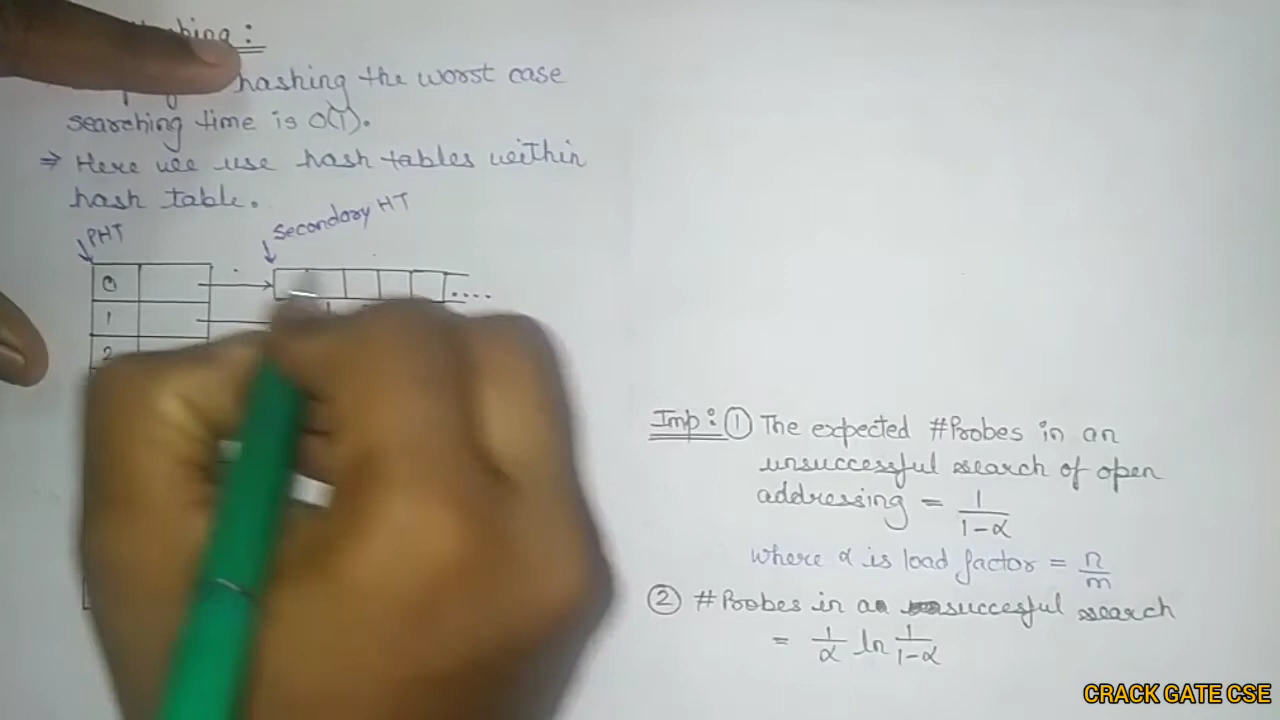 hashing the worst case
searching time is O(1).
⇒ Here we use hash tables within
hash table.
PHT
Secondary HT
0
....
1
2
Imp: ① The expected #Probes in an
unsuccessful search of open
addressing = 1/(1-α)
where α is load factor = n/m
② #Probes in a succesful search
= 1/α ln 1/(1-α)
CRACK GATE CSE